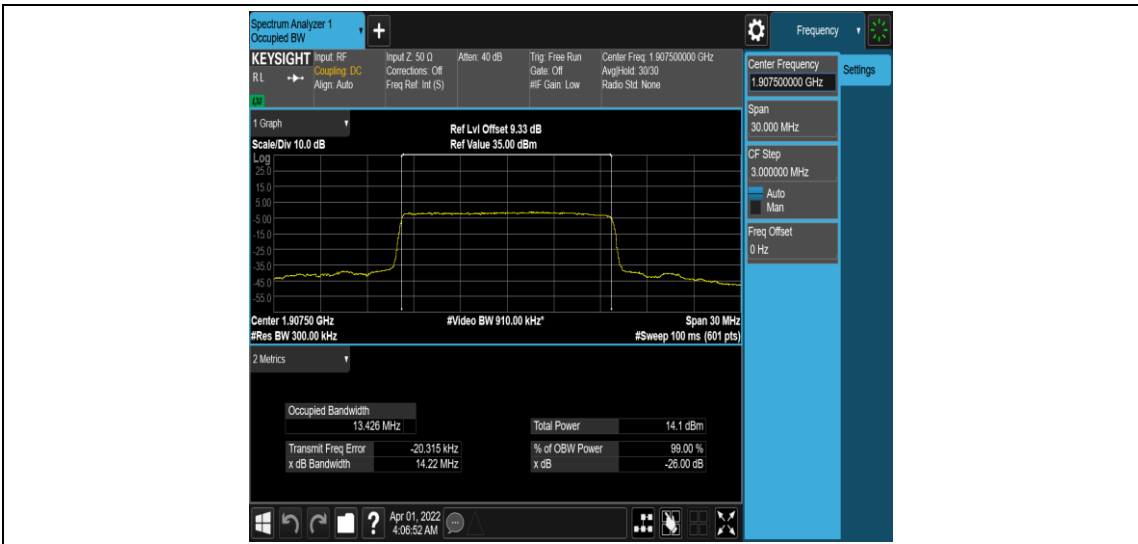 Spectrum Analyzer 1
Occupied BW
+
Frequency
KEYSIGHT
RL
LXI
Input: RF
Coupling: DC
Align: Auto
Input Z: 50 Ω
Corrections: Off
Freq Ref: Int (S)
Atten: 40 dB
Trig: Free Run
Gate: Off
#IF Gain: Low
Center Freq: 1.907500000 GHz
Avg|Hold: 30/30
Radio Std: None
Center Frequency
1.907500000 GHz
Settings
Span
30.000 MHz
CF Step
3.000000 MHz
Auto
Man
Freq Offset
0 Hz
1 Graph
Ref Lvl Offset 9.33 dB
Scale/Div 10.0 dB
Ref Value 35.00 dBm
Log
25.0
15.0
5.00
-5.00
-15.0
-25.0
-35.0
-45.0
-55.0
Center 1.90750 GHz
#Video BW 910.00 kHz*
Span 30 MHz
#Res BW 300.00 kHz
#Sweep 100 ms (601 pts)
2 Metrics
Occupied Bandwidth
13.426 MHz
Total Power 14.1 dBm
Transmit Freq Error -20.315 kHz
% of OBW Power 99.00 %
x dB Bandwidth 14.22 MHz
x dB -26.00 dB
?
Apr 01, 2022
4:06:52 AM